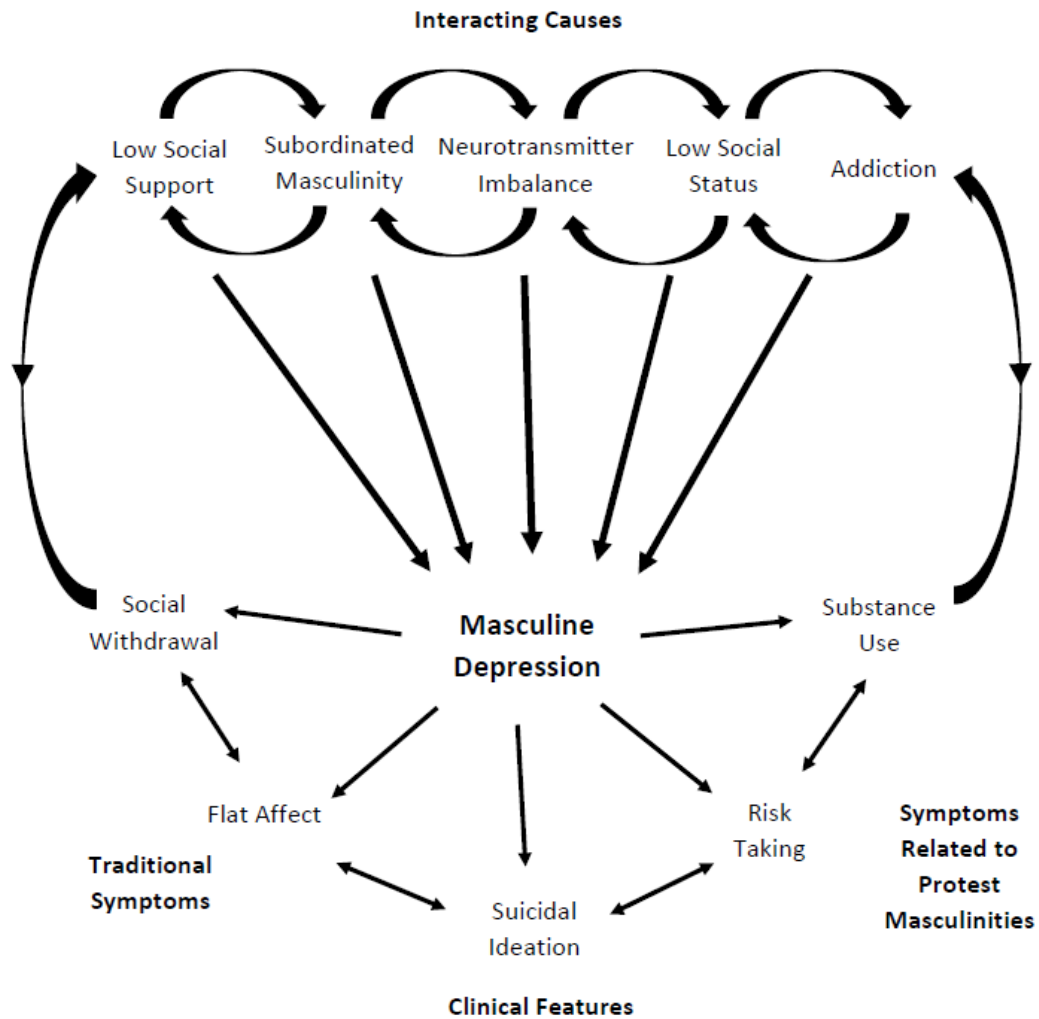 Interacting Causes
Low Social
Support
Subordinated
Masculinity
Neurotransmitter
Imbalance
Low Social
Status
Addiction
Social
Withdrawal
Masculine
Depression
Substance
Use
Flat Affect
Risk
Taking
Traditional
Symptoms
Symptoms
Related to
Protest
Masculinities
Suicidal
Ideation
Clinical Features